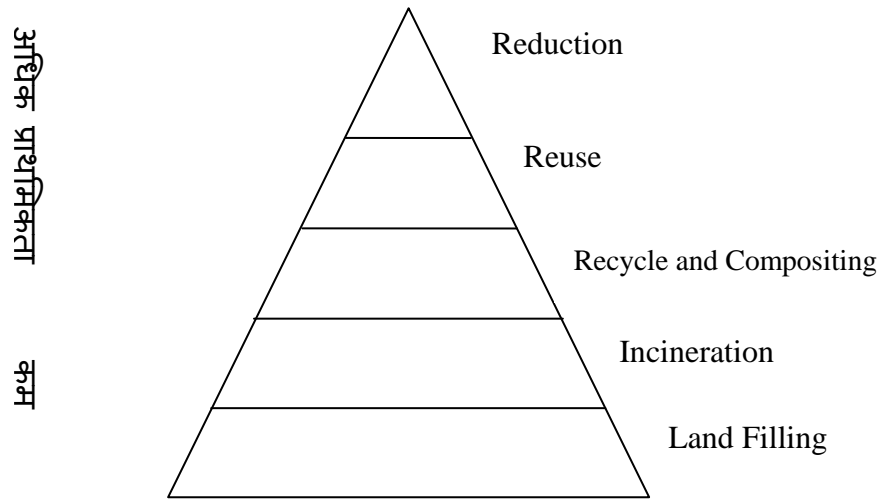 अधिक प्राथमिकता
कम
Reduction
Reuse
Recycle and Compositing
Incineration
Land Filling